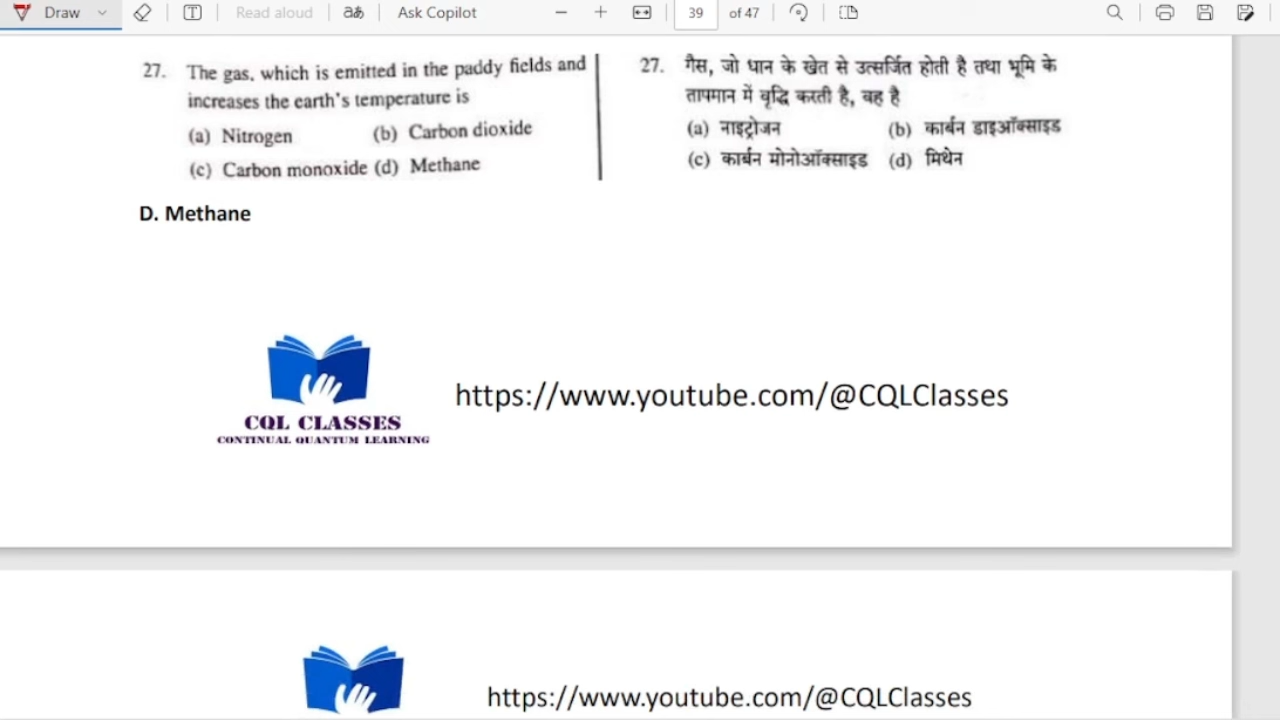 Draw
Read aloud
aあ
Ask Copilot
39 of 47
27. The gas, which is emitted in the paddy fields and
increases the earth's temperature is
(a) Nitrogen (b) Carbon dioxide
(c) Carbon monoxide (d) Methane
27. गैस, जो धान के खेत से उत्सर्जित होती है तथा भूमि के
तापमान में वृद्धि करती है, वह है
(a) नाइट्रोजन (b) कार्बन डाइऑक्साइड
(c) कार्बन मोनोऑक्साइड (d) मिथेन
D. Methane
CQL CLASSES
CONTINUAL QUANTUM LEARNING
https://www.youtube.com/@CQLClasses
https://www.youtube.com/@CQLClasses